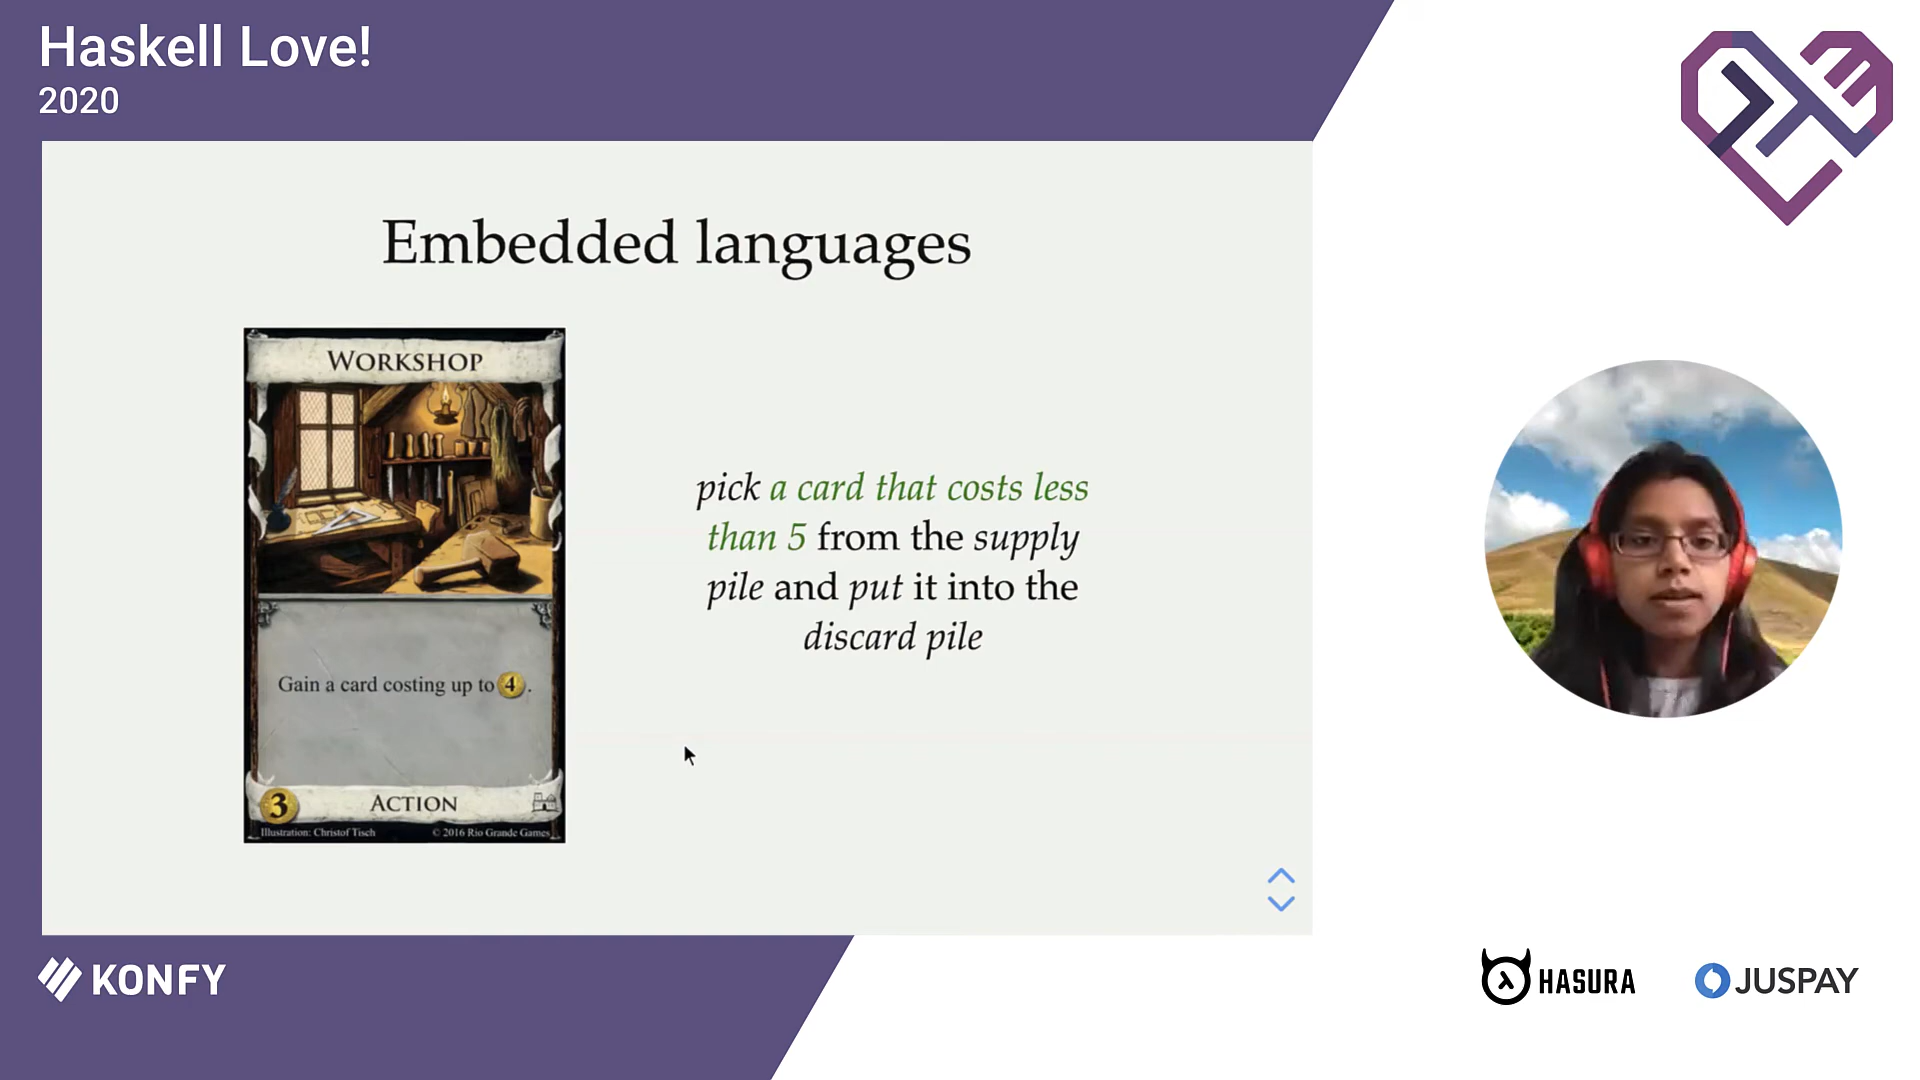 Haskell Love!
2020
Embedded languages
WORKSHOP
Gain a card costing up to 4.
3
ACTION
Illustration: Christof Tisch © 2016 Rio Grande Games
pick a card that costs less
than 5 from the supply
pile and put it into the
discard pile
KONFY
HASURA
JUSPAY